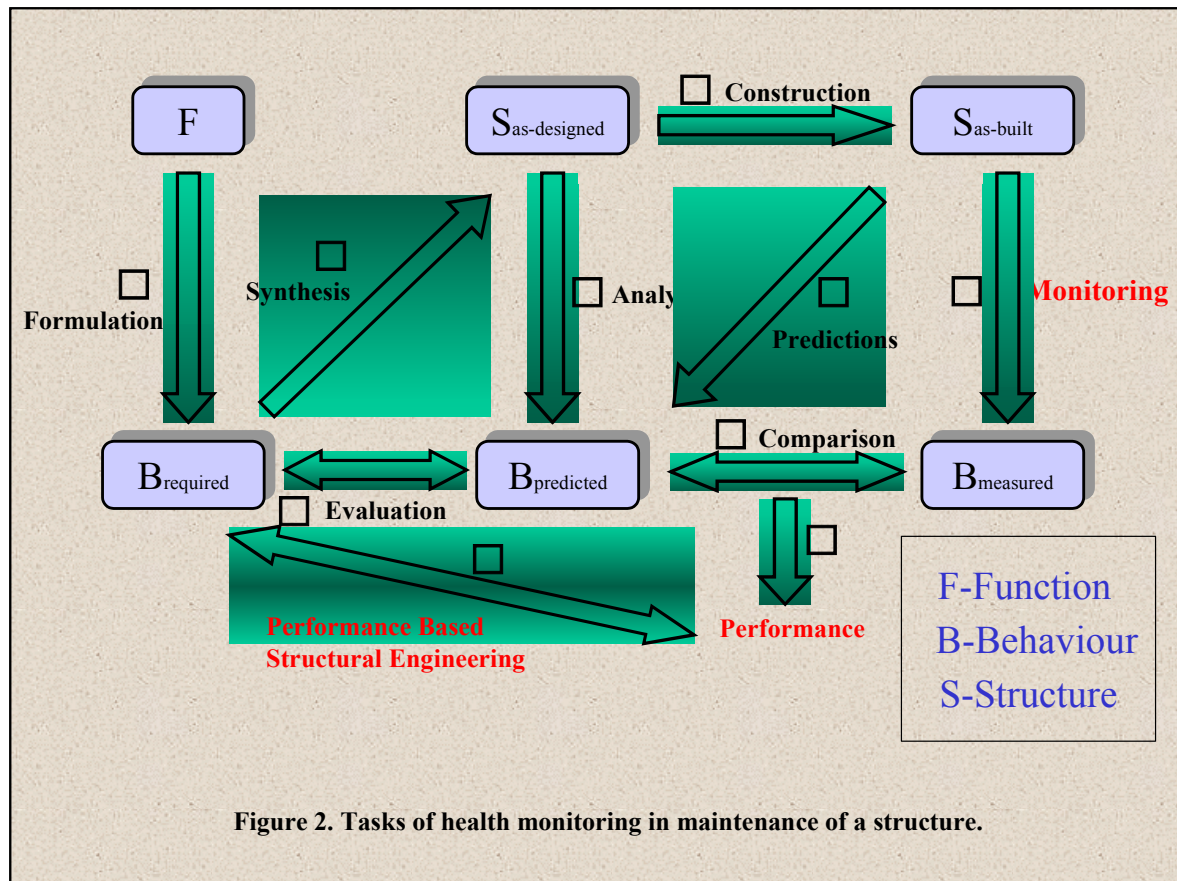 Construction
F
Sas-designed
Sas-built
Synthesis
Analy
Monitoring
Formulation
Predictions
Comparison
Brequired
Bpredicted
Bmeasured
Evaluation
Performance Based
Structural Engineering
Performance
F-Function
B-Behaviour
S-Structure
Figure 2. Tasks of health monitoring in maintenance of a structure.